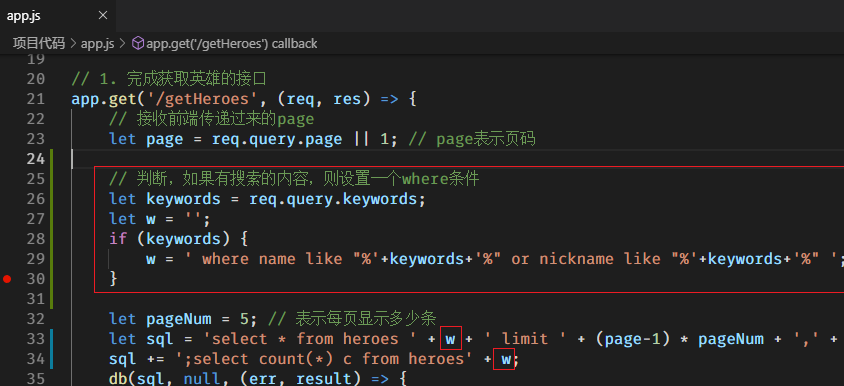 app.js
项目代码 > app.js > app.get('/getHeroes') callback
19
20 // 1. 完成获取英雄的接口
21 app.get('/getHeroes', (req, res) => {
22 // 接收前端传递过来的page
23 let page = req.query.page || 1; // page表示页码
24
25 // 判断，如果有搜索的内容，则设置一个where条件
26 let keywords = req.query.keywords;
27 let w = '';
28 if (keywords) {
29 w = ' where name like "%'+keywords+'%" or nickname like "%'+keywords+'%" ';
30 }
31
32 let pageNum = 5; // 表示每页显示多少条
33 let sql = 'select * from heroes ' + w + ' limit ' + (page-1) * pageNum + ',' +
34 sql += ';select count(*) c from heroes' + w;
35 db(sql, null, (err, result) => {